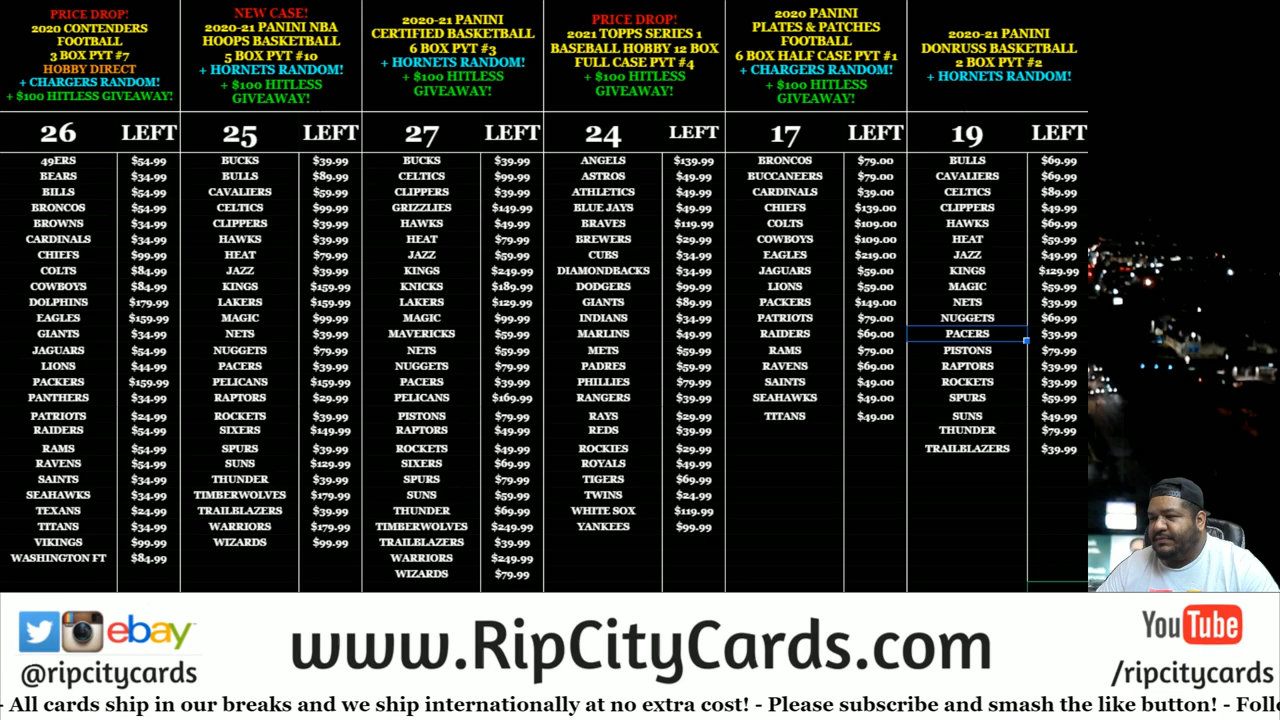 PRICE DROP!
2020 CONTENDERS
FOOTBALL
3 BOX PYT #7
HOBBY DIRECT
+ CHARGERS RANDOM!
+ $100 HITLESS GIVEAWAY!
26 LEFT
49ERS $54.99
BEARS $34.99
BILLS $54.99
BRONCOS $54.99
BROWNS $34.99
CARDINALS $34.99
CHIEFS $99.99
COLTS $84.99
COWBOYS $84.99
DOLPHINS $179.99
EAGLES $159.99
GIANTS $34.99
JAGUARS $54.99
LIONS $44.99
PACKERS $159.99
PANTHERS $34.99
PATRIOTS $24.99
RAIDERS $54.99
RAMS $54.99
RAVENS $54.99
SAINTS $34.99
SEAHAWKS $34.99
TEXANS $24.99
TITANS $34.99
VIKINGS $99.99
WASHINGTON FT $84.99
NEW CASE!
2020-21 PANINI NBA
HOOPS BASKETBALL
5 BOX PYT #10
+ HORNETS RANDOM!
+ $100 HITLESS
GIVEAWAY!
25 LEFT
BUCKS $39.99
BULLS $89.99
CAVALIERS $59.99
CELTICS $99.99
CLIPPERS $39.99
HAWKS $39.99
HEAT $79.99
JAZZ $39.99
KINGS $159.99
LAKERS $159.99
MAGIC $99.99
NETS $39.99
NUGGETS $79.99
PACERS $39.99
PELICANS $159.99
RAPTORS $29.99
ROCKETS $39.99
SIXERS $149.99
SPURS $39.99
SUNS $129.99
THUNDER $39.99
TIMBERWOLVES $179.99
TRAILBLAZERS $39.99
WARRIORS $179.99
WIZARDS $99.99
2020-21 PANINI
CERTIFIED BASKETBALL
6 BOX PYT #3
+ HORNETS RANDOM!
+ $100 HITLESS
GIVEAWAY!
27 LEFT
BUCKS $39.99
CELTICS $99.99
CLIPPERS $39.99
GRIZZLIES $149.99
HAWKS $49.99
HEAT $79.99
JAZZ $59.99
KINGS $249.99
KNICKS $189.99
LAKERS $129.99
MAGIC $99.99
MAVERICKS $59.99
NETS $59.99
NUGGETS $79.99
PACERS $39.99
PELICANS $169.99
PISTONS $79.99
RAPTORS $49.99
ROCKETS $49.99
SIXERS $69.99
SPURS $79.99
SUNS $59.99
THUNDER $69.99
TIMBERWOLVES $249.99
TRAILBLAZERS $39.99
WARRIORS $249.99
WIZARDS $79.99
PRICE DROP!
2021 TOPPS SERIES 1
BASEBALL HOBBY 12 BOX
FULL CASE PYT #4
+ $100 HITLESS
GIVEAWAY!
24 LEFT
ANGELS $139.99
ASTROS $49.99
ATHLETICS $49.99
BLUE JAYS $49.99
BRAVES $119.99
BREWERS $29.99
CUBS $34.99
DIAMONDBACKS $34.99
DODGERS $99.99
GIANTS $89.99
INDIANS $34.99
MARLINS $49.99
METS $59.99
PADRES $59.99
PHILLIES $79.99
RANGERS $39.99
RAYS $29.99
REDS $39.99
ROCKIES $29.99
ROYALS $49.99
TIGERS $69.99
TWINS $24.99
WHITE SOX $119.99
YANKEES $99.99
2020 PANINI
PLATES & PATCHES
FOOTBALL
6 BOX HALF CASE PYT #1
+ CHARGERS RANDOM!
+ $100 HITLESS
GIVEAWAY!
17 LEFT
BRONCOS $79.00
BUCCANEERS $79.00
CARDINALS $39.00
CHIEFS $139.00
COLTS $109.00
COWBOYS $109.00
EAGLES $219.00
JAGUARS $59.00
LIONS $59.00
PACKERS $149.00
PATRIOTS $79.00
RAIDERS $69.00
RAMS $79.00
RAVENS $69.00
SAINTS $49.00
SEAHAWKS $49.00
TITANS $49.00
2020-21 PANINI
DONRUSS BASKETBALL
2 BOX PYT #2
+ HORNETS RANDOM!
19 LEFT
BULLS $69.99
CAVALIERS $69.99
CELTICS $89.99
CLIPPERS $49.99
HAWKS $69.99
HEAT $59.99
JAZZ $49.99
KINGS $129.99
MAGIC $59.99
NETS $39.99
NUGGETS $69.99
PACERS $39.99
PISTONS $79.99
RAPTORS $39.99
ROCKETS $39.99
SPURS $59.99
SUNS $49.99
THUNDER $79.99
TRAILBLAZERS $39.99
ebay
@ripcitycards
www.RipCityCards.com
YouTube
/ripcitycards
- All cards ship in our breaks and we ship internationally at no extra cost! - Please subscribe and smash the like button! - Foll